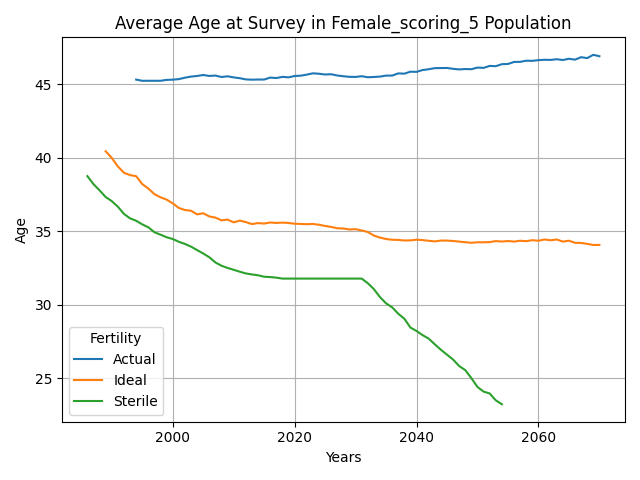 Average Age at Survey in Female_scoring_5 Population
Age
45
40
35
30
25
Fertility
Actual
Ideal
Sterile
2000
2020
2040
2060
Years